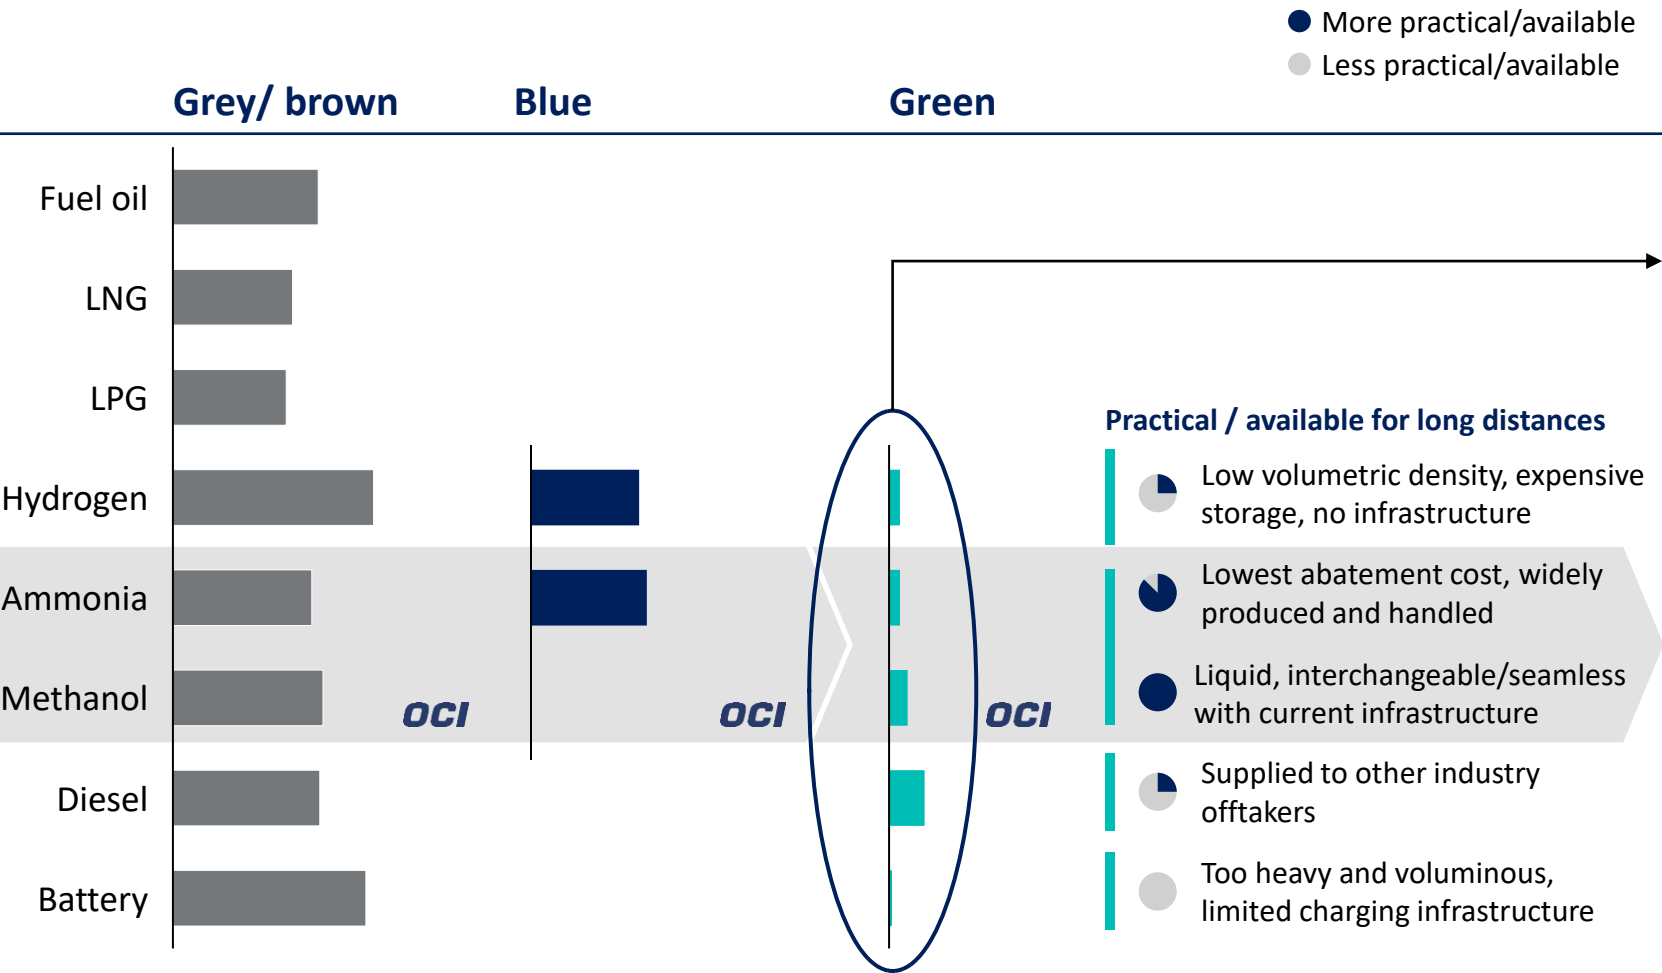 More practical/available
Less practical/available
Grey/ brown
Blue
Green
Fuel oil
LNG
LPG
Practical / available for long distances
Hydrogen
Low volumetric density, expensive
storage, no infrastructure
Ammonia
Lowest abatement cost, widely
produced and handled
Methanol
OCI
OCI
OCI
Liquid, interchangeable/seamless
with current infrastructure
Diesel
Supplied to other industry
offtakers
Battery
Too heavy and voluminous,
limited charging infrastructure